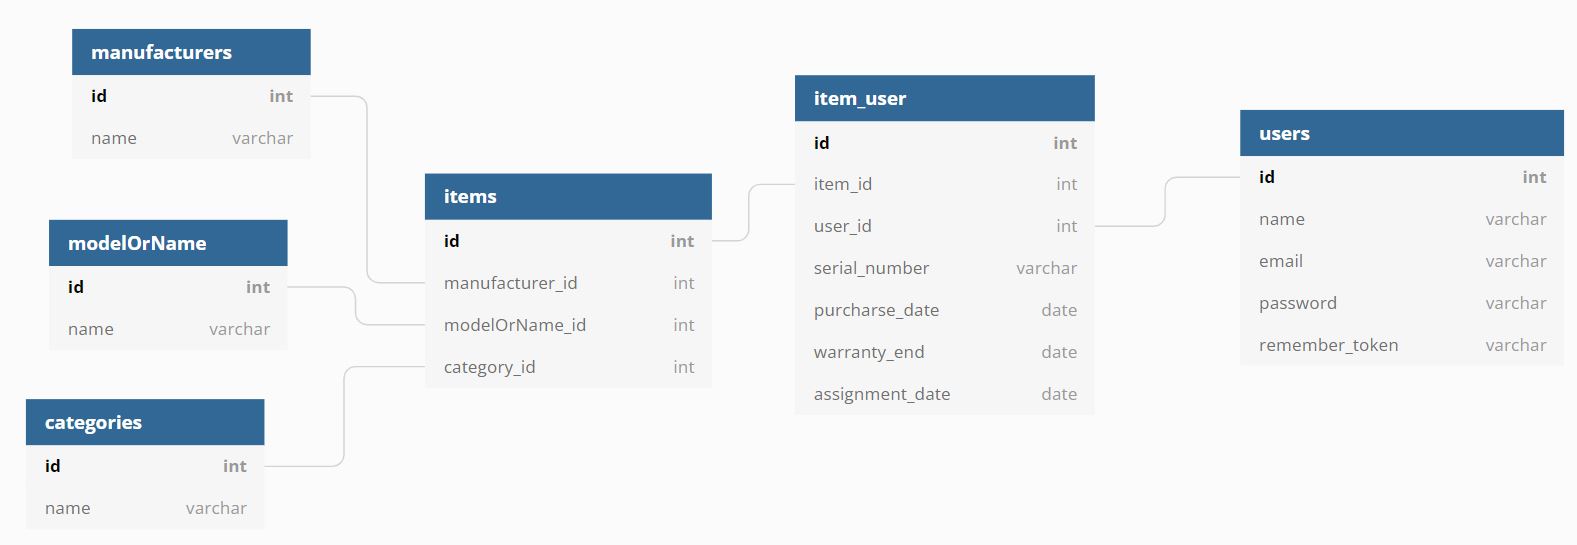 manufacturers
id int
name varchar
modelOrName
id int
name varchar
categories
id int
name varchar
items
id int
manufacturer_id int
modelOrName_id int
category_id int
item_user
id int
item_id int
user_id int
serial_number varchar
purcharse_date date
warranty_end date
assignment_date date
users
id int
name varchar
email varchar
password varchar
remember_token varchar